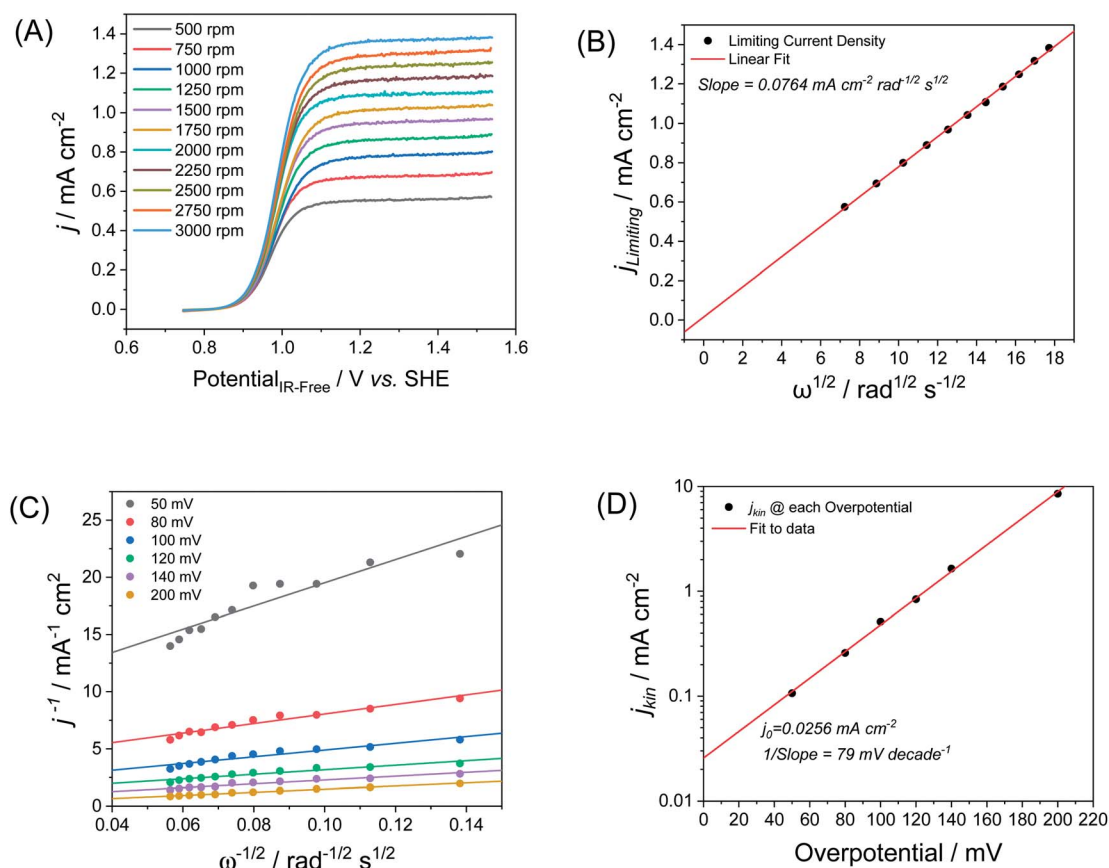 (A)
500 rpm
750 rpm
1000 rpm
1250 rpm
1500 rpm
1750 rpm
2000 rpm
2250 rpm
2500 rpm
2750 rpm
3000 rpm
j / mA cm⁻²
1.4
1.2
1.0
0.8
0.6
0.4
0.2
0.0
0.6 0.8 1.0 1.2 1.4 1.6
Potential_IR-Free / V vs. SHE
(B)
Limiting Current Density
Linear Fit
Slope = 0.0764 mA cm⁻² rad⁻¹/² s¹/²
j_Limiting / mA cm⁻²
1.4
1.2
1.0
0.8
0.6
0.4
0.2
0.0
0 2 4 6 8 10 12 14 16 18
ω¹/² / rad¹/² s⁻¹/²
(C)
50 mV
80 mV
100 mV
120 mV
140 mV
200 mV
j⁻¹ / mA⁻¹ cm²
25
20
15
10
5
0
0.04 0.06 0.08 0.10 0.12 0.14
ω⁻¹/² / rad⁻¹/² s¹/²
(D)
j_kin @ each Overpotential
Fit to data
j_kin / mA cm⁻²
10
1
0.1
0.01
j₀=0.0256 mA cm⁻²
1/Slope = 79 mV decade⁻¹
0 20 40 60 80 100 120 140 160 180 200 220
Overpotential / mV